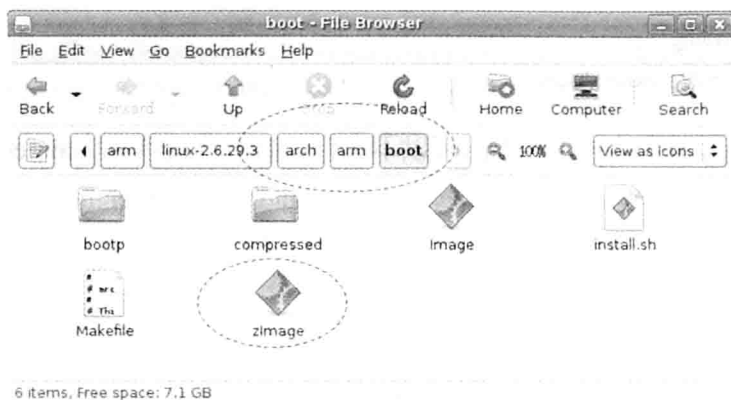 boot - File Browser
File Edit View Go Bookmarks Help
Back Forward Up Reload Home Computer Search
arm linux-2.6.29.3 arch arm boot 100% View as Icons
bootp compressed Image install.sh
# arc
# Thi
Makefile zImage
6 items, Free space: 7.1 GB